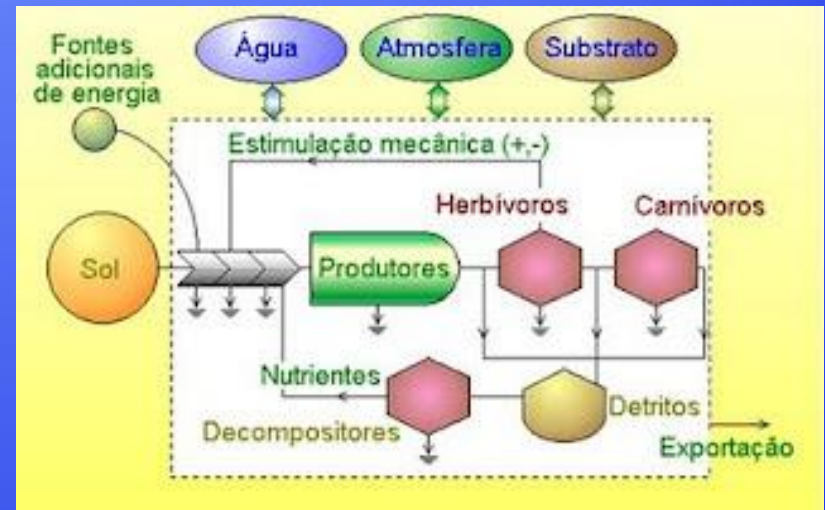 Fontes
adicionais
de energia
Água
Atmosfera
Substrato
Estimulação mecânica (+,-)
Herbívoros
Carnívoros
Sol
Produtores
Nutrientes
Decompositores
Detritos
Exportação